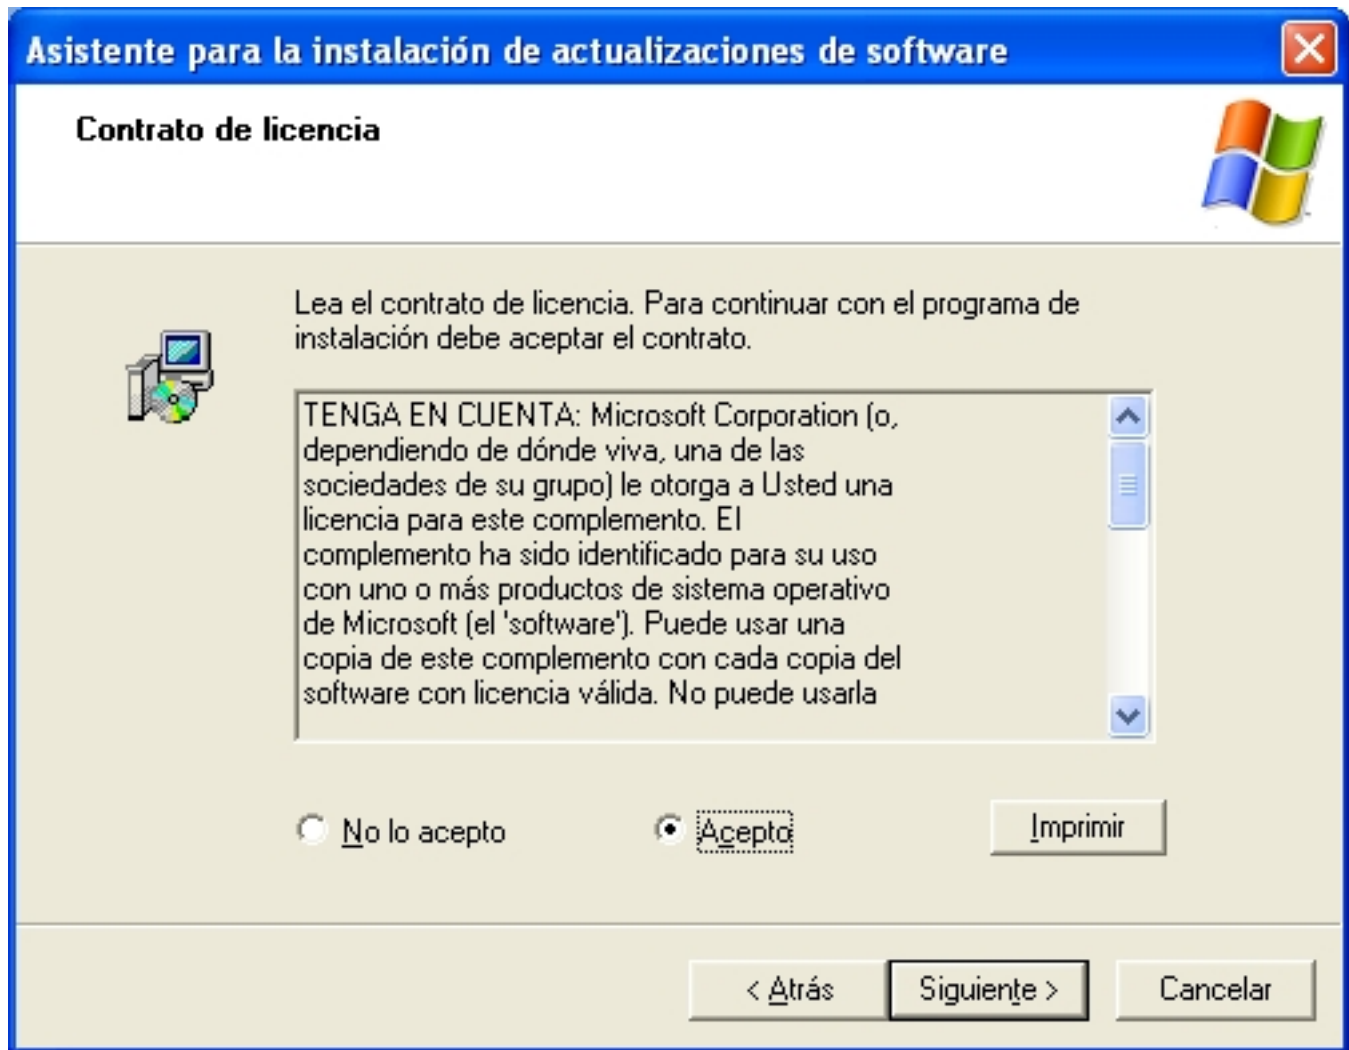 Asistente para la instalación de actualizaciones de software
Contrato de licencia
Lea el contrato de licencia. Para continuar con el programa de
instalación debe aceptar el contrato.
TENGA EN CUENTA: Microsoft Corporation (o,
dependiendo de dónde viva, una de las
sociedades de su grupo) le otorga a Usted una
licencia para este complemento. El
complemento ha sido identificado para su uso
con uno o más productos de sistema operativo
de Microsoft (el 'software'). Puede usar una
copia de este complemento con cada copia del
software con licencia válida. No puede usarla
No lo acepto
Acepto
Imprimir
< Atrás
Siguiente >
Cancelar